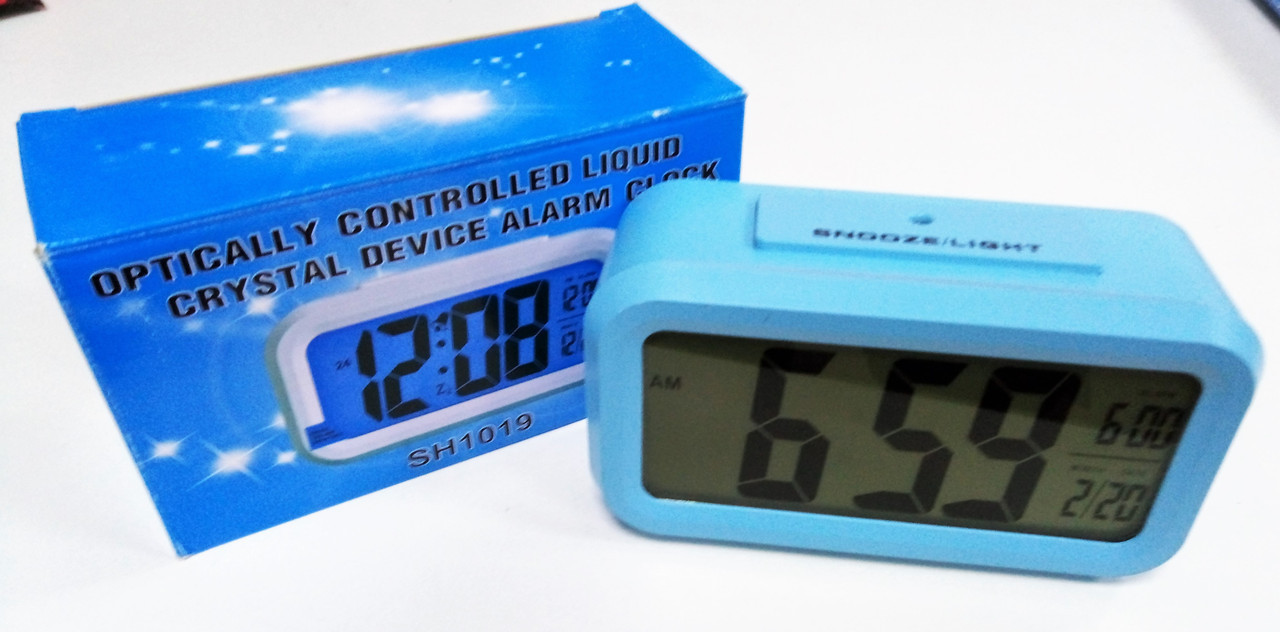 OPTICALLY CONTROLLED LIQUID
CRYSTAL DEVICE ALARM CLOCK
24
12:08
SH1019
SNOOZE/LIGHT
AM
6 59
6:00
2/20